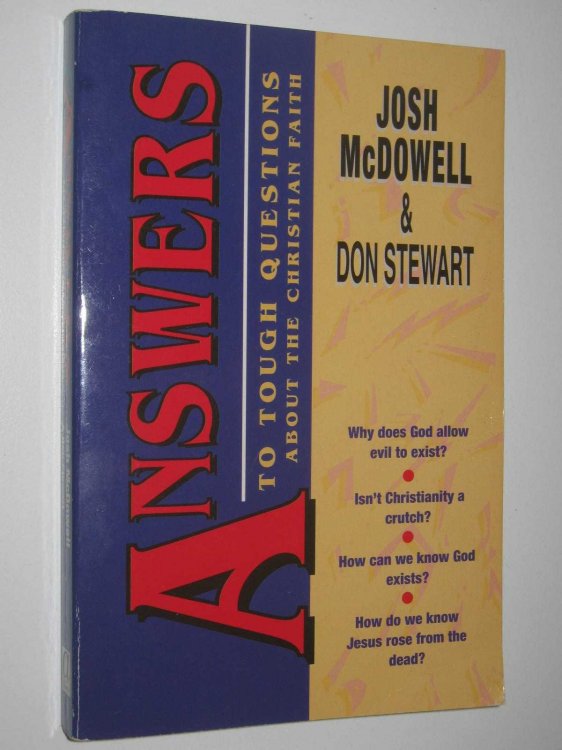 ANSWERS
TO TOUGH QUESTIONS
ABOUT THE CHRISTIAN FAITH
JOSH
McDOWELL
&
DON STEWART
Why does God allow
evil to exist?
Isn't Christianity a
crutch?
How can we know God
exists?
How do we know
Jesus rose from the
dead?